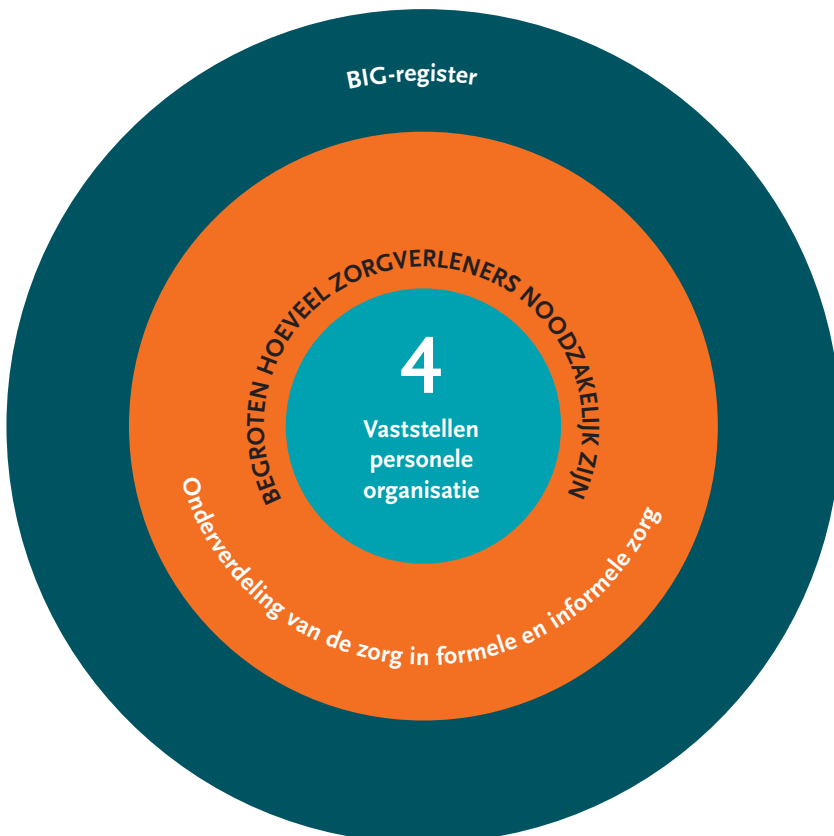 BIG-register
BEGROTEN HOEVEEL ZORGVERLENERS NOODZAKELIJK ZIJN
4
Vaststellen
personele
organisatie
Onderverdeling van de zorg in formele en informele zorg